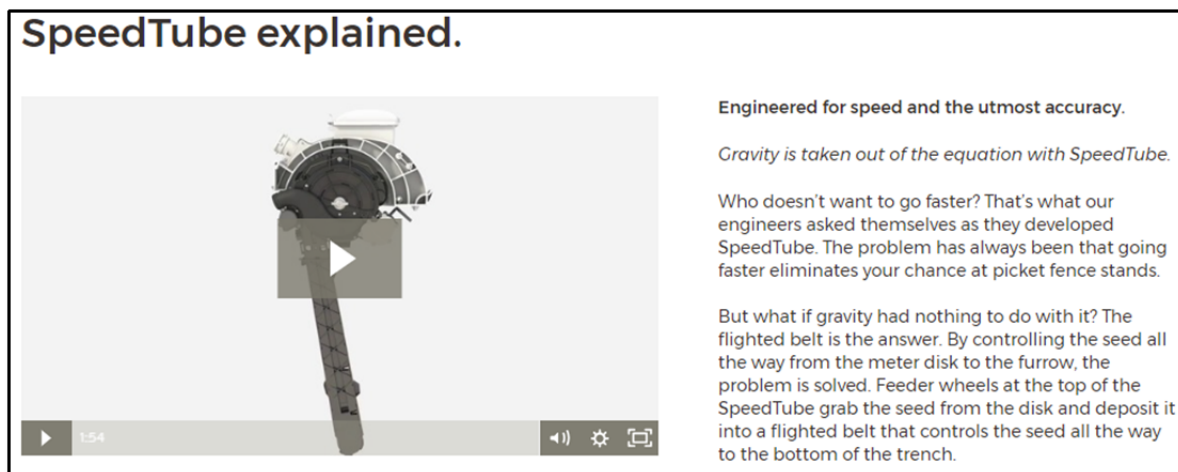 SpeedTube explained.
1:54
Engineered for speed and the utmost accuracy.
Gravity is taken out of the equation with SpeedTube.
Who doesn’t want to go faster? That’s what our
engineers asked themselves as they developed
SpeedTube. The problem has always been that going
faster eliminates your chance at picket fence stands.
But what if gravity had nothing to do with it? The
flighted belt is the answer. By controlling the seed all
the way from the meter disk to the furrow, the
problem is solved. Feeder wheels at the top of the
SpeedTube grab the seed from the disk and deposit it
into a flighted belt that controls the seed all the way
to the bottom of the trench.